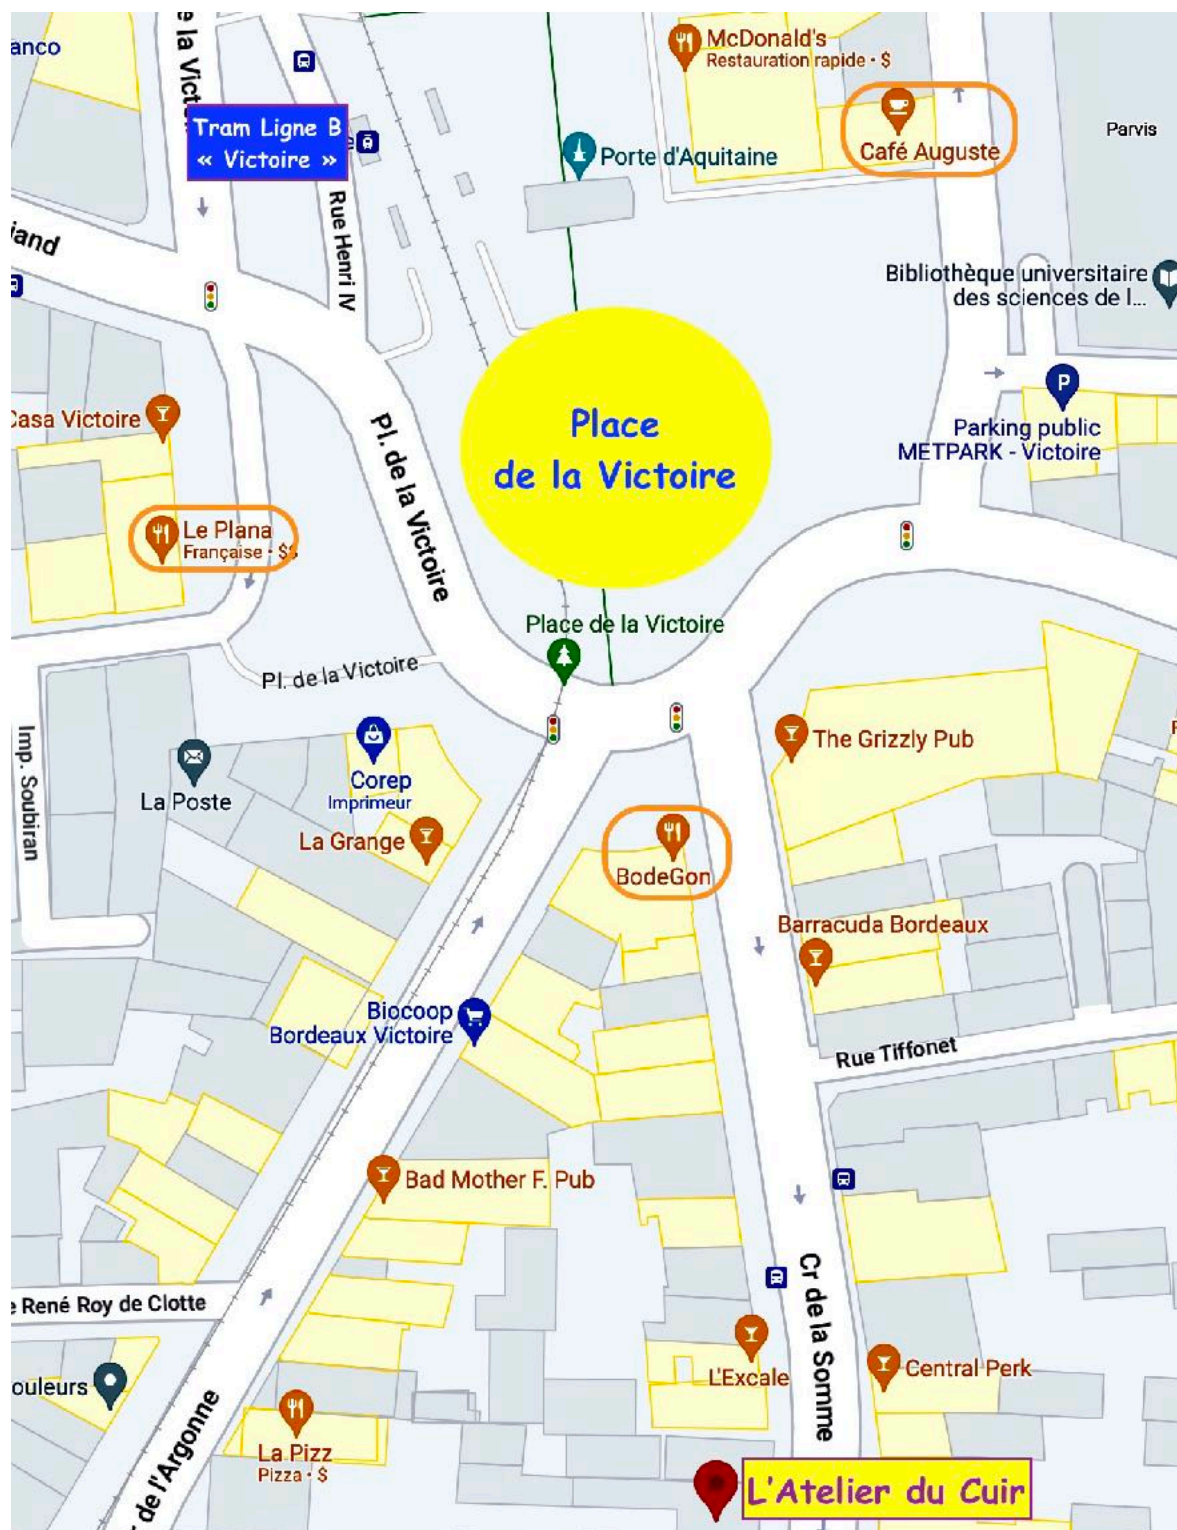 e la Victoire
anco
McDonald's
Restauration rapide • $
Café Auguste
Parvis
Tram Ligne B
« Victoire »
Porte d'Aquitaine
Rue Henri IV
iand
Bibliothèque universitaire
des sciences de l...
Casa Victoire
Place
de la Victoire
P
Parking public
METPARK - Victoire
Pl. de la Victoire
Le Plana
Française • $$
Place de la Victoire
Pl. de la Victoire
Imp. Soubiran
La Poste
Corep
Imprimeur
La Grange
The Grizzly Pub
BodeGon
Barracuda Bordeaux
Biocoop
Bordeaux Victoire
Rue Tiffonet
Bad Mother F. Pub
e René Roy de Clotte
Cr de la Somme
ouleurs
L'Excale
Central Perk
r de l'Argonne
La Pizz
Pizza • $
L'Atelier du Cuir